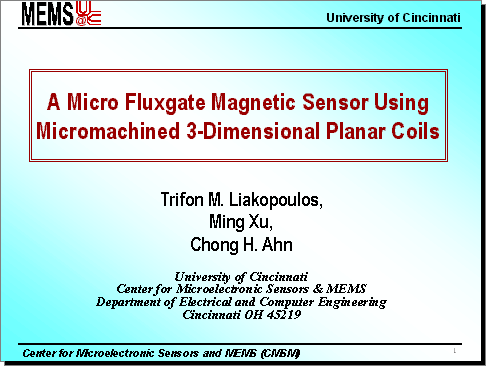 MEMS UC@
University of Cincinnati
A Micro Fluxgate Magnetic Sensor Using
Micromachined 3-Dimensional Planar Coils
Trifon M. Liakopoulos,
Ming Xu,
Chong H. Ahn
University of Cincinnati
Center for Microelectronic Sensors & MEMS
Department of Electrical and Computer Engineering
Cincinnati OH 45219
Center for Microelectronic Sensors and MEMS (CMSM)
1